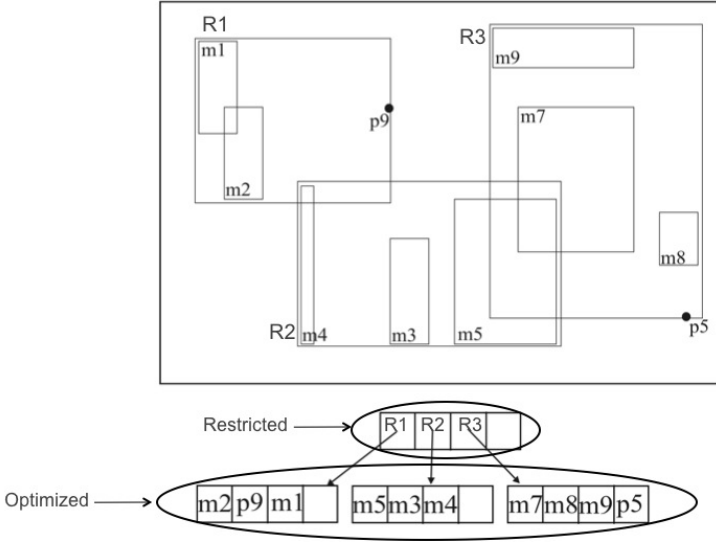 R1
m1
R3
m9
p9
m7
m2
m8
R2
m4
m3
m5
p5
Restricted
R1 R2 R3
Optimized
m2 p9 m1
m5 m3 m4
m7 m8 m9 p5